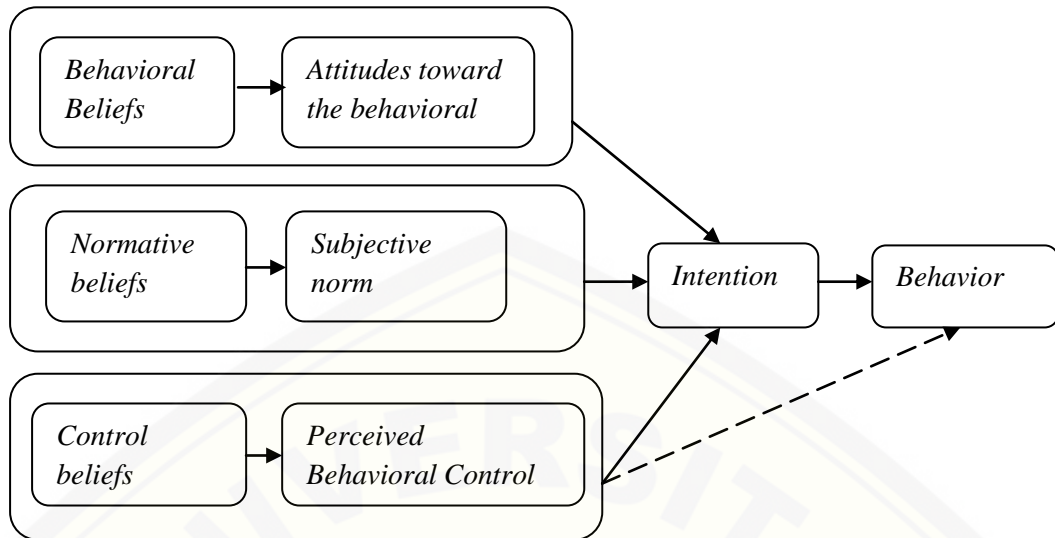 Behavioral
Beliefs
Attitudes toward
the behavioral
Normative
beliefs
Subjective
norm
Intention
Behavior
Control
beliefs
Perceived
Behavioral Control